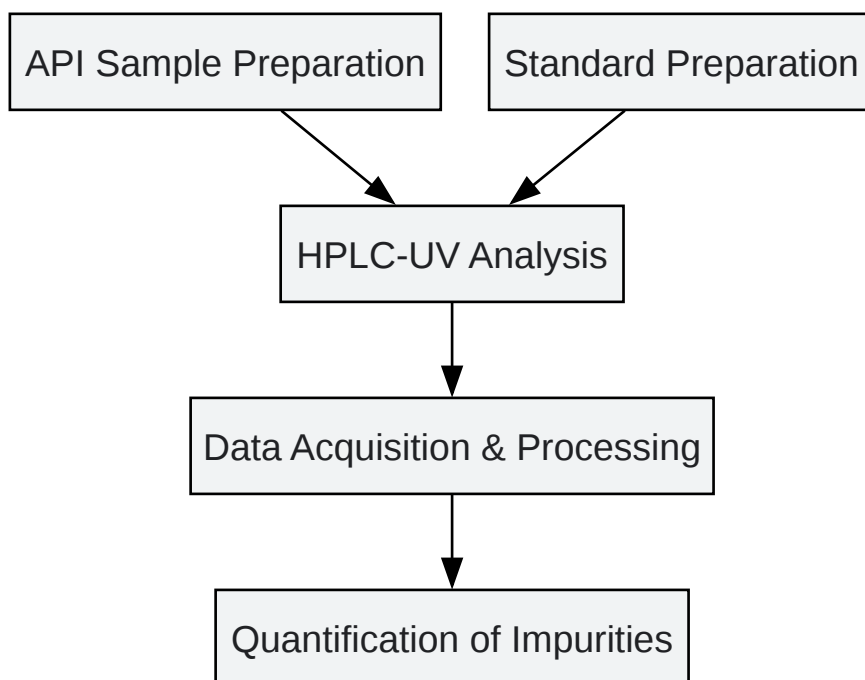 API Sample Preparation
Standard Preparation
HPLC-UV Analysis
Data Acquisition & Processing
Quantification of Impurities